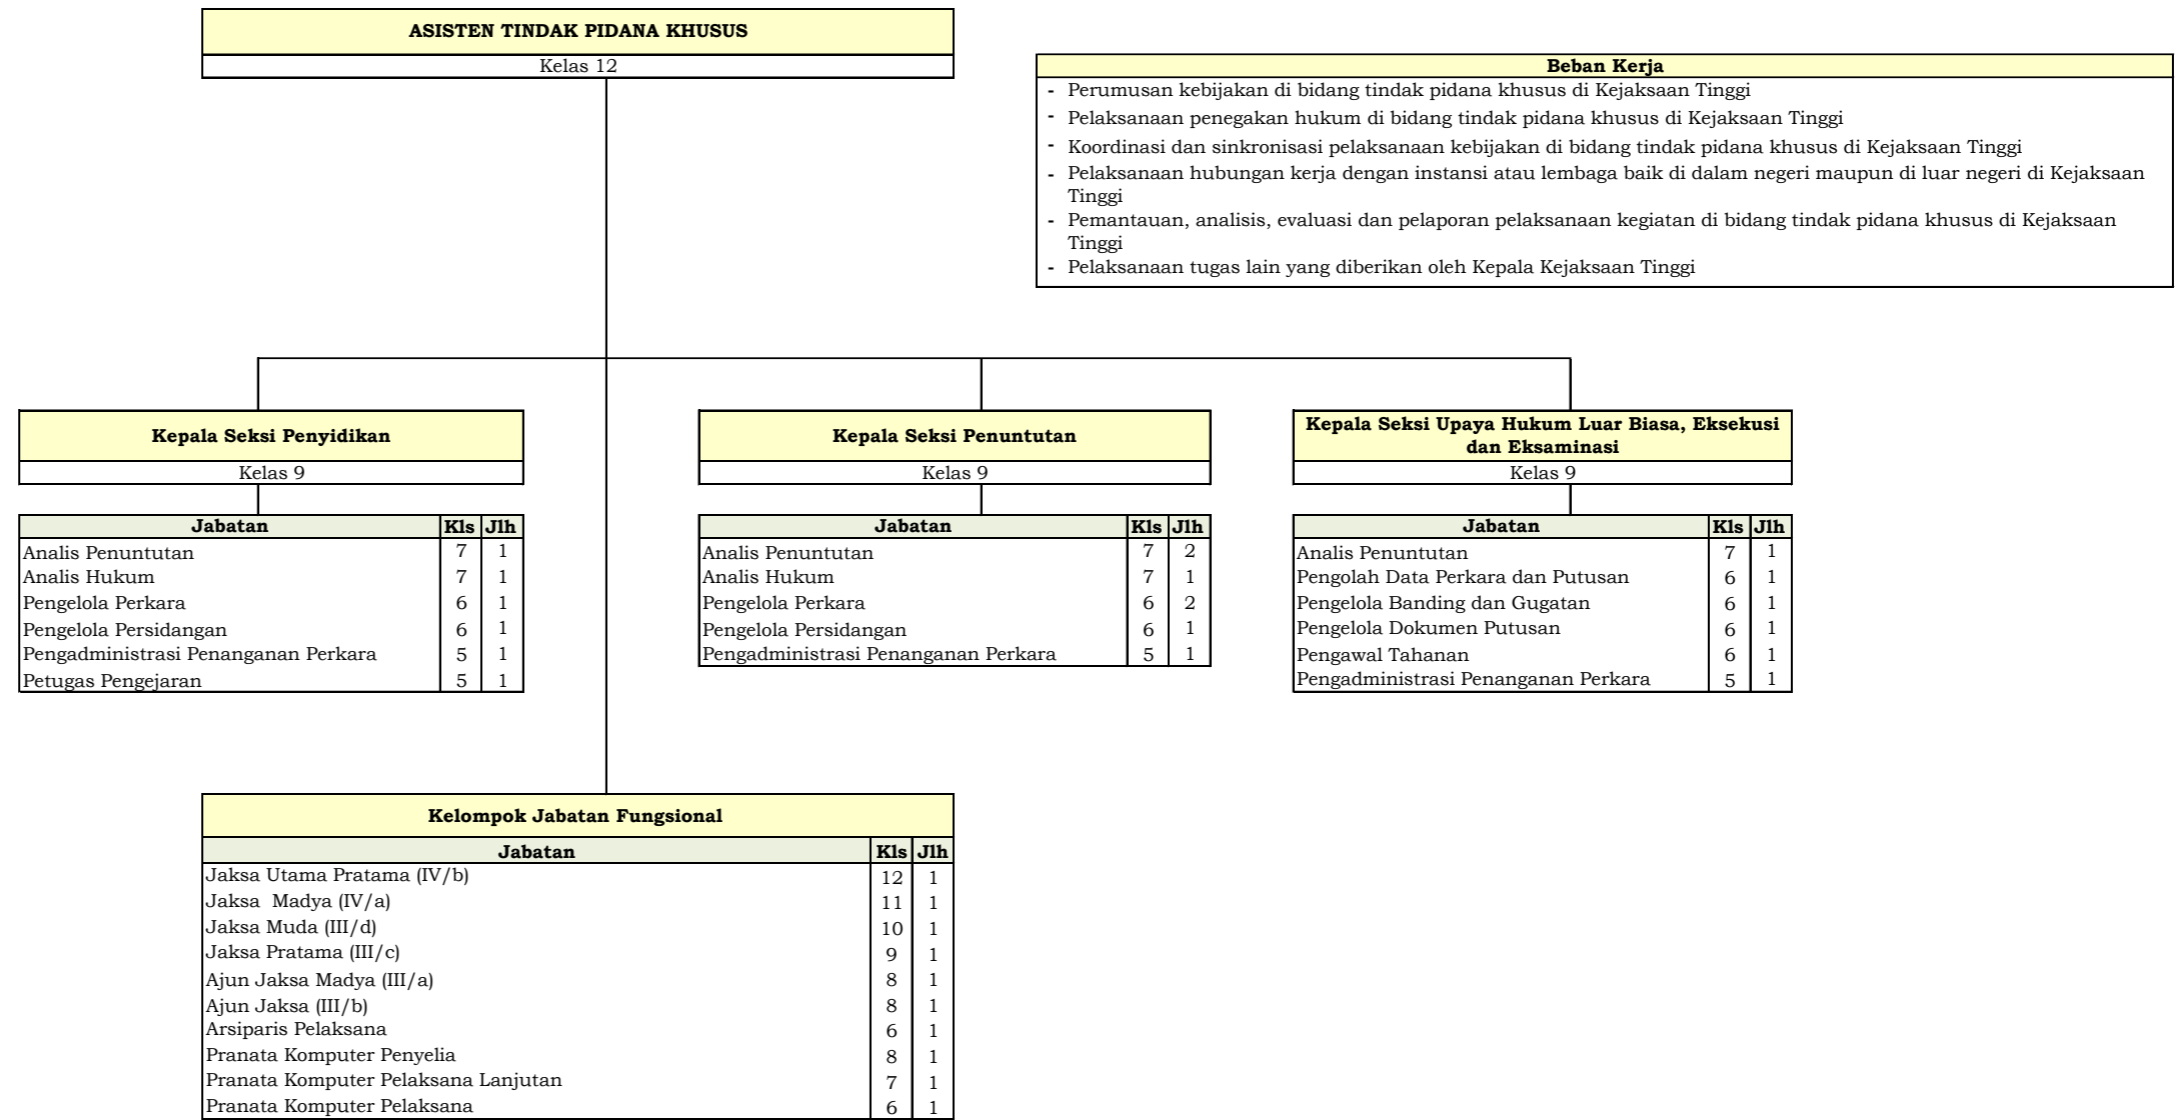 ASISTEN TINDAK PIDANA KHUSUS
Kelas 12
Beban Kerja
- Perumusan kebijakan di bidang tindak pidana khusus di Kejaksaan Tinggi
- Pelaksanaan penegakan hukum di bidang tindak pidana khusus di Kejaksaan Tinggi
- Koordinasi dan sinkronisasi pelaksanaan kebijakan di bidang tindak pidana khusus di Kejaksaan Tinggi
- Pelaksanaan hubungan kerja dengan instansi atau lembaga baik di dalam negeri maupun di luar negeri di Kejaksaan
Tinggi
- Pemantauan, analisis, evaluasi dan pelaporan pelaksanaan kegiatan di bidang tindak pidana khusus di Kejaksaan
Tinggi
- Pelaksanaan tugas lain yang diberikan oleh Kepala Kejaksaan Tinggi
Kepala Seksi Penyidikan
Kelas 9
Jabatan Kls Jlh
Analis Penuntutan 7 1
Analis Hukum 7 1
Pengelola Perkara 6 1
Pengelola Persidangan 6 1
Pengadministrasi Penanganan Perkara 5 1
Petugas Pengejaran 5 1
Kepala Seksi Penuntutan
Kelas 9
Jabatan Kls Jlh
Analis Penuntutan 7 2
Analis Hukum 7 1
Pengelola Perkara 6 2
Pengelola Persidangan 6 1
Pengadministrasi Penanganan Perkara 5 1
Kepala Seksi Upaya Hukum Luar Biasa, Eksekusi
dan Eksaminasi
Kelas 9
Jabatan Kls Jlh
Analis Penuntutan 7 1
Pengolah Data Perkara dan Putusan 6 1
Pengelola Banding dan Gugatan 6 1
Pengelola Dokumen Putusan 6 1
Pengawal Tahanan 6 1
Pengadministrasi Penanganan Perkara 5 1
Kelompok Jabatan Fungsional
Jabatan Kls Jlh
Jaksa Utama Pratama (IV/b) 12 1
Jaksa Madya (IV/a) 11 1
Jaksa Muda (III/d) 10 1
Jaksa Pratama (III/c) 9 1
Ajun Jaksa Madya (III/a) 8 1
Ajun Jaksa (III/b) 8 1
Arsiparis Pelaksana 6 1
Pranata Komputer Penyelia 8 1
Pranata Komputer Pelaksana Lanjutan 7 1
Pranata Komputer Pelaksana 6 1